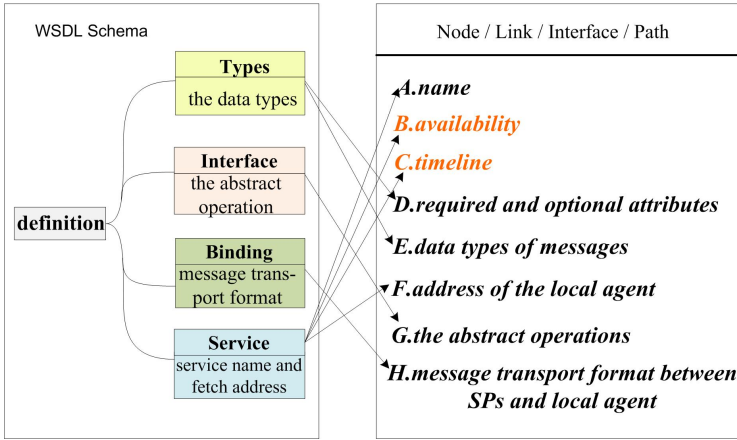 WSDL Schema
definition
Types
the data types
Interface
the abstract
operation
Binding
message trans-
port format
Service
service name and
fetch address
Node / Link / Interface / Path
A.name
B.availability
C.timeline
D.required and optional attributes
E.data types of messages
F.address of the local agent
G.the abstract operations
H.message transport format between
SPs and local agent